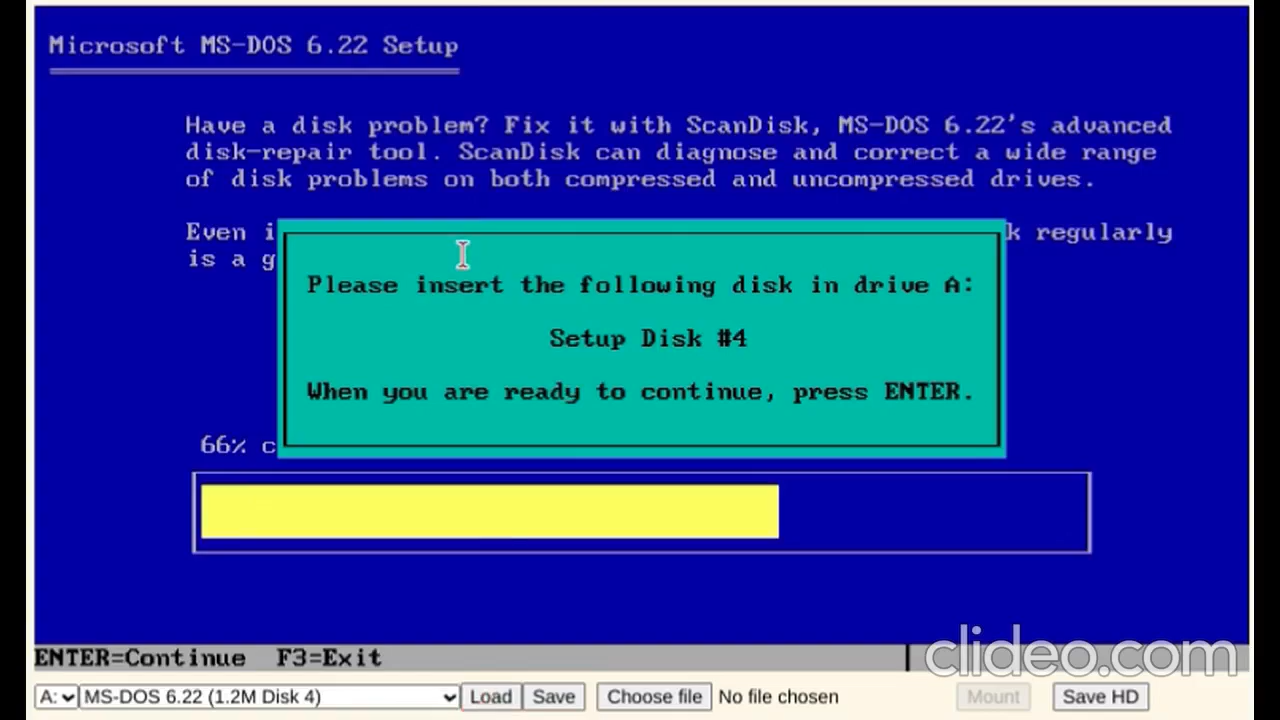 Microsoft MS-DOS 6.22 Setup
Have a disk problem? Fix it with ScanDisk, MS-DOS 6.22's advanced
disk-repair tool. ScanDisk can diagnose and correct a wide range
of disk problems on both compressed and uncompressed drives.
Even i k regularly
is a g
Please insert the following disk in drive A:
Setup Disk #4
When you are ready to continue, press ENTER.
66% c
ENTER=Continue F3=Exit
clideo.com
A: MS-DOS 6.22 (1.2M Disk 4) Load Save Choose file No file chosen Mount Save HD